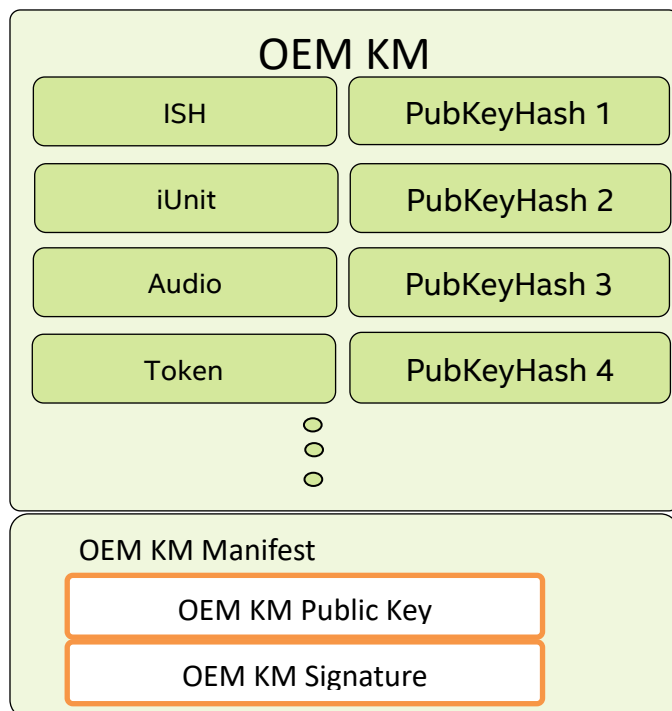 OEM KM
ISH PubKeyHash 1
iUnit PubKeyHash 2
Audio PubKeyHash 3
Token PubKeyHash 4
OEM KM Manifest
OEM KM Public Key
OEM KM Signature